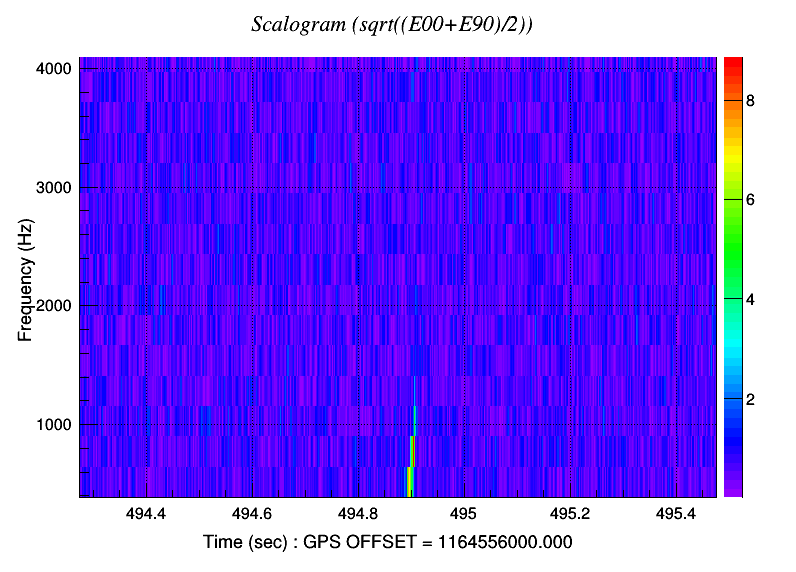 Scalogram (sqrt((E00+E90)/2))
4000
3000
2000
1000
Frequency (Hz)
8
6
4
2
494.4 494.6 494.8 495 495.2 495.4
Time (sec) : GPS OFFSET = 1164556000.000